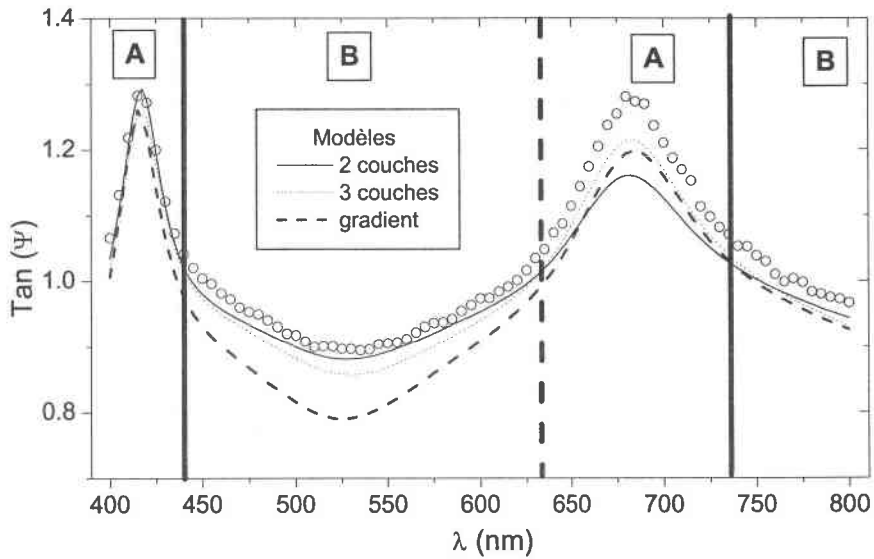 1.4
1.2
1.0
0.8
Tan (Ψ)
A
B
A
B
Modèles
2 couches
3 couches
gradient
400 450 500 550 600 650 700 750 800
λ (nm)